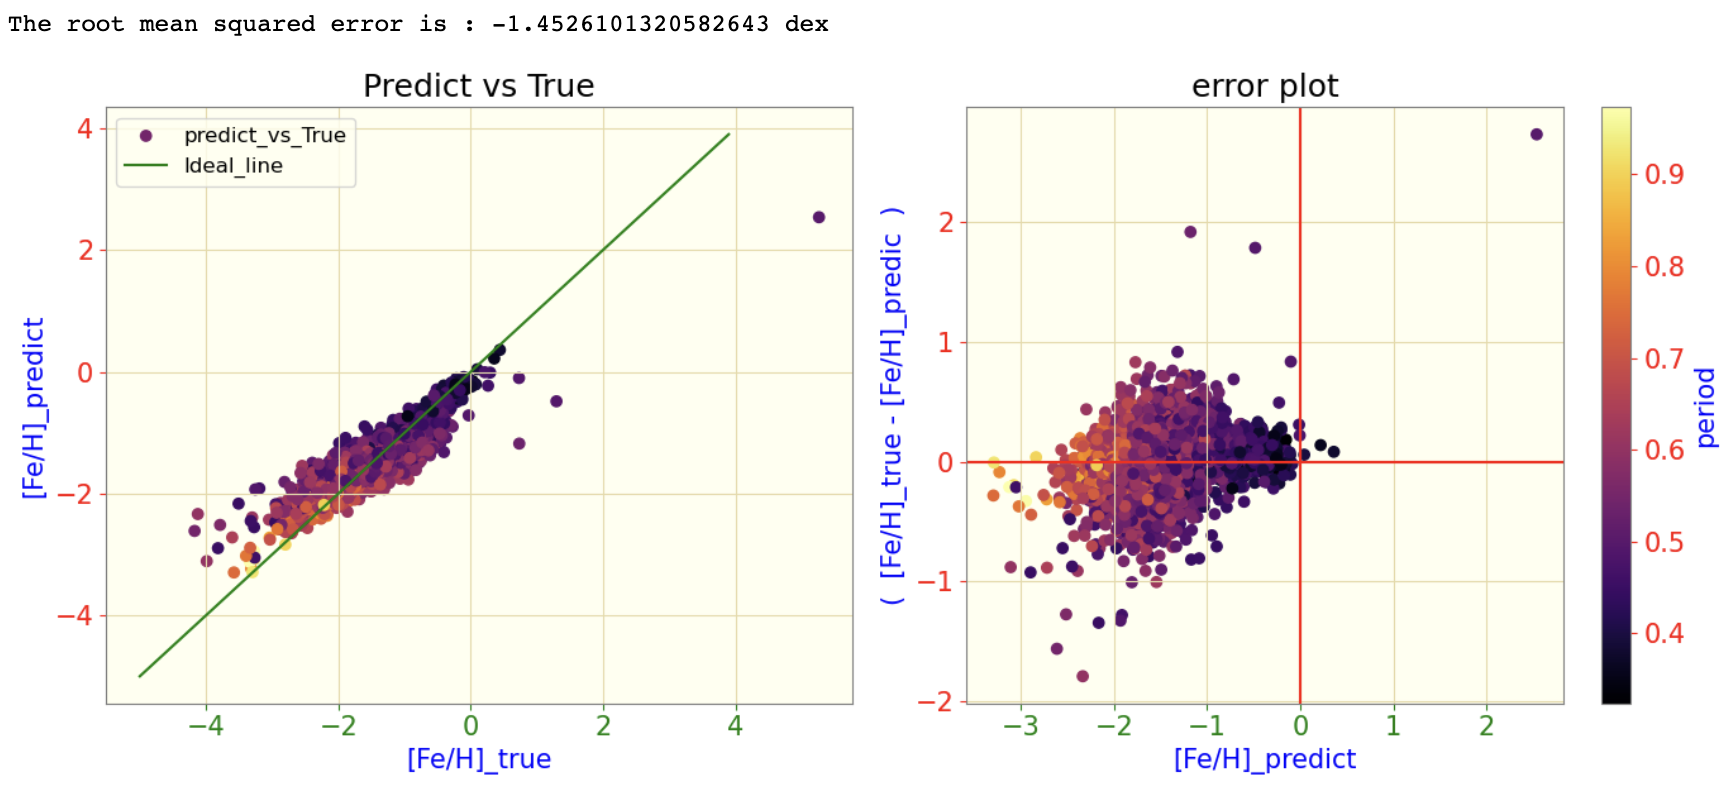 The root mean squared error is : -1.4526101320582643 dex
Predict vs True
predict_vs_True
Ideal_line
4
2
0
−2
−4
[Fe/H]_predict
−4
−2
0
2
4
[Fe/H]_true
error plot
2
1
0
−1
−2
( [Fe/H]_true - [Fe/H]_predic )
−3
−2
−1
0
1
2
[Fe/H]_predict
0.9
0.8
0.7
0.6
0.5
0.4
period